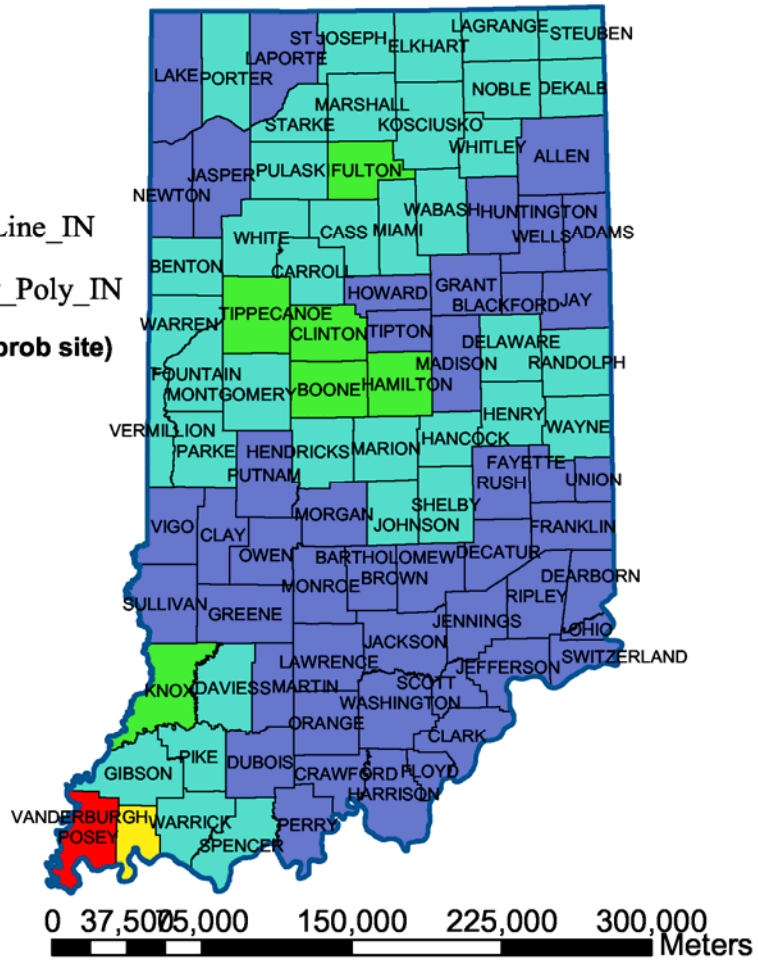 ST JOSEPH LAGRANGE STEUBEN
LAPORTE ELKHART
LAKE PORTER NOBLE DEKALB
MARSHALL
STARKE KOSCIUSKO
WHITLEY ALLEN
JASPER PULASK FULTON
NEWTON
WABASH HUNTINGTON
Line_IN
WHITE CASS MIAMI WELLS ADAMS
BENTON CARROLL
_Poly_IN
HOWARD GRANT
BLACKFORD JAY
TIPPECANOE
WARREN CLINTON TIPTON
prob site)
DELAWARE
MADISON RANDOLPH
FOUNTAIN
MONTGOMERY BOONE HAMILTON
HENRY
VERMILLION WAYNE
PARKE HENDRICKS MARION HANCOCK
FAYETTE
PUTNAM RUSH UNION
SHELBY
VIGO CLAY MORGAN JOHNSON FRANKLIN
OWEN BARTHOLOMEW DECATUR
MONROE BROWN DEARBORN
RIPLEY
SULLIVAN GREENE JENNINGS
JACKSON OHIO
LAWRENCE JEFFERSON SWITZERLAND
KNOX DAVIESS MARTIN SCOTT
WASHINGTON
ORANGE
CLARK
PIKE DUBOIS
GIBSON CRAWFORD FLOYD
HARRISON
VANDERBURGH WARRICK PERRY
POSEY
SPENCER
0 37,500 75,000 150,000 225,000 300,000
Meters